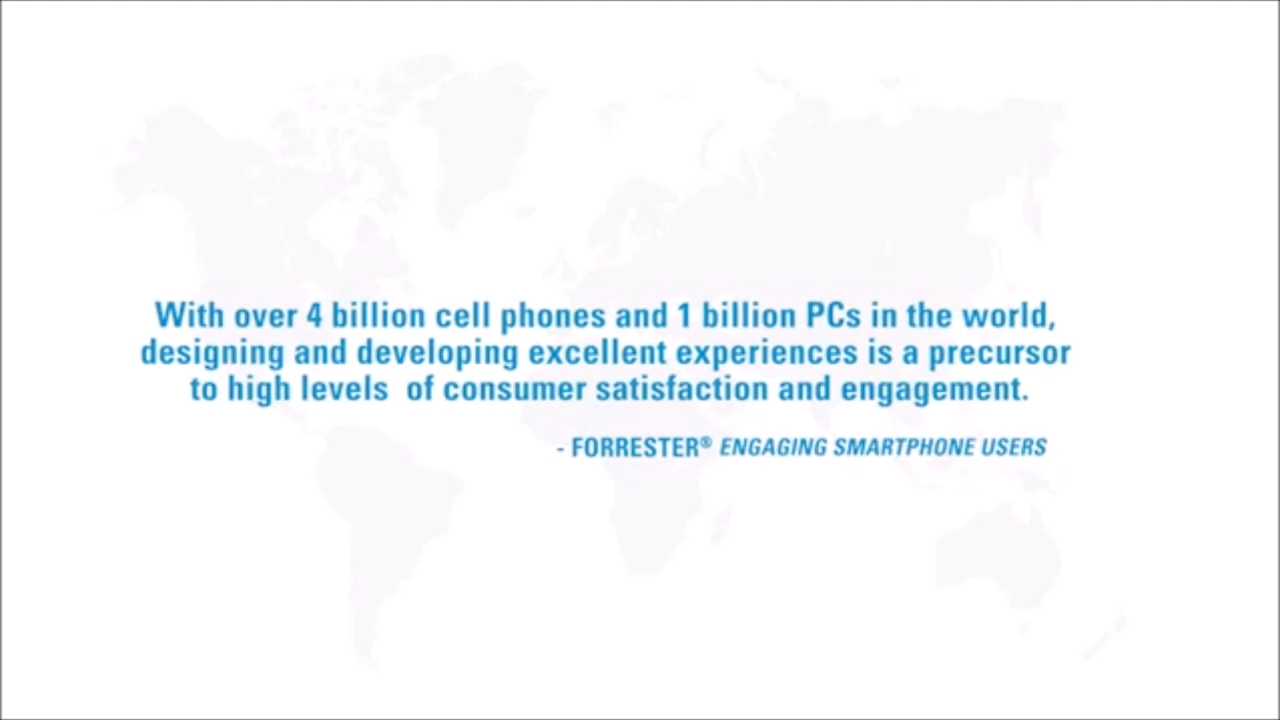 With over 4 billion cell phones and 1 billion PCs in the world,
designing and developing excellent experiences is a precursor
to high levels  of consumer satisfaction and engagement.
- FORRESTER® ENGAGING SMARTPHONE USERS